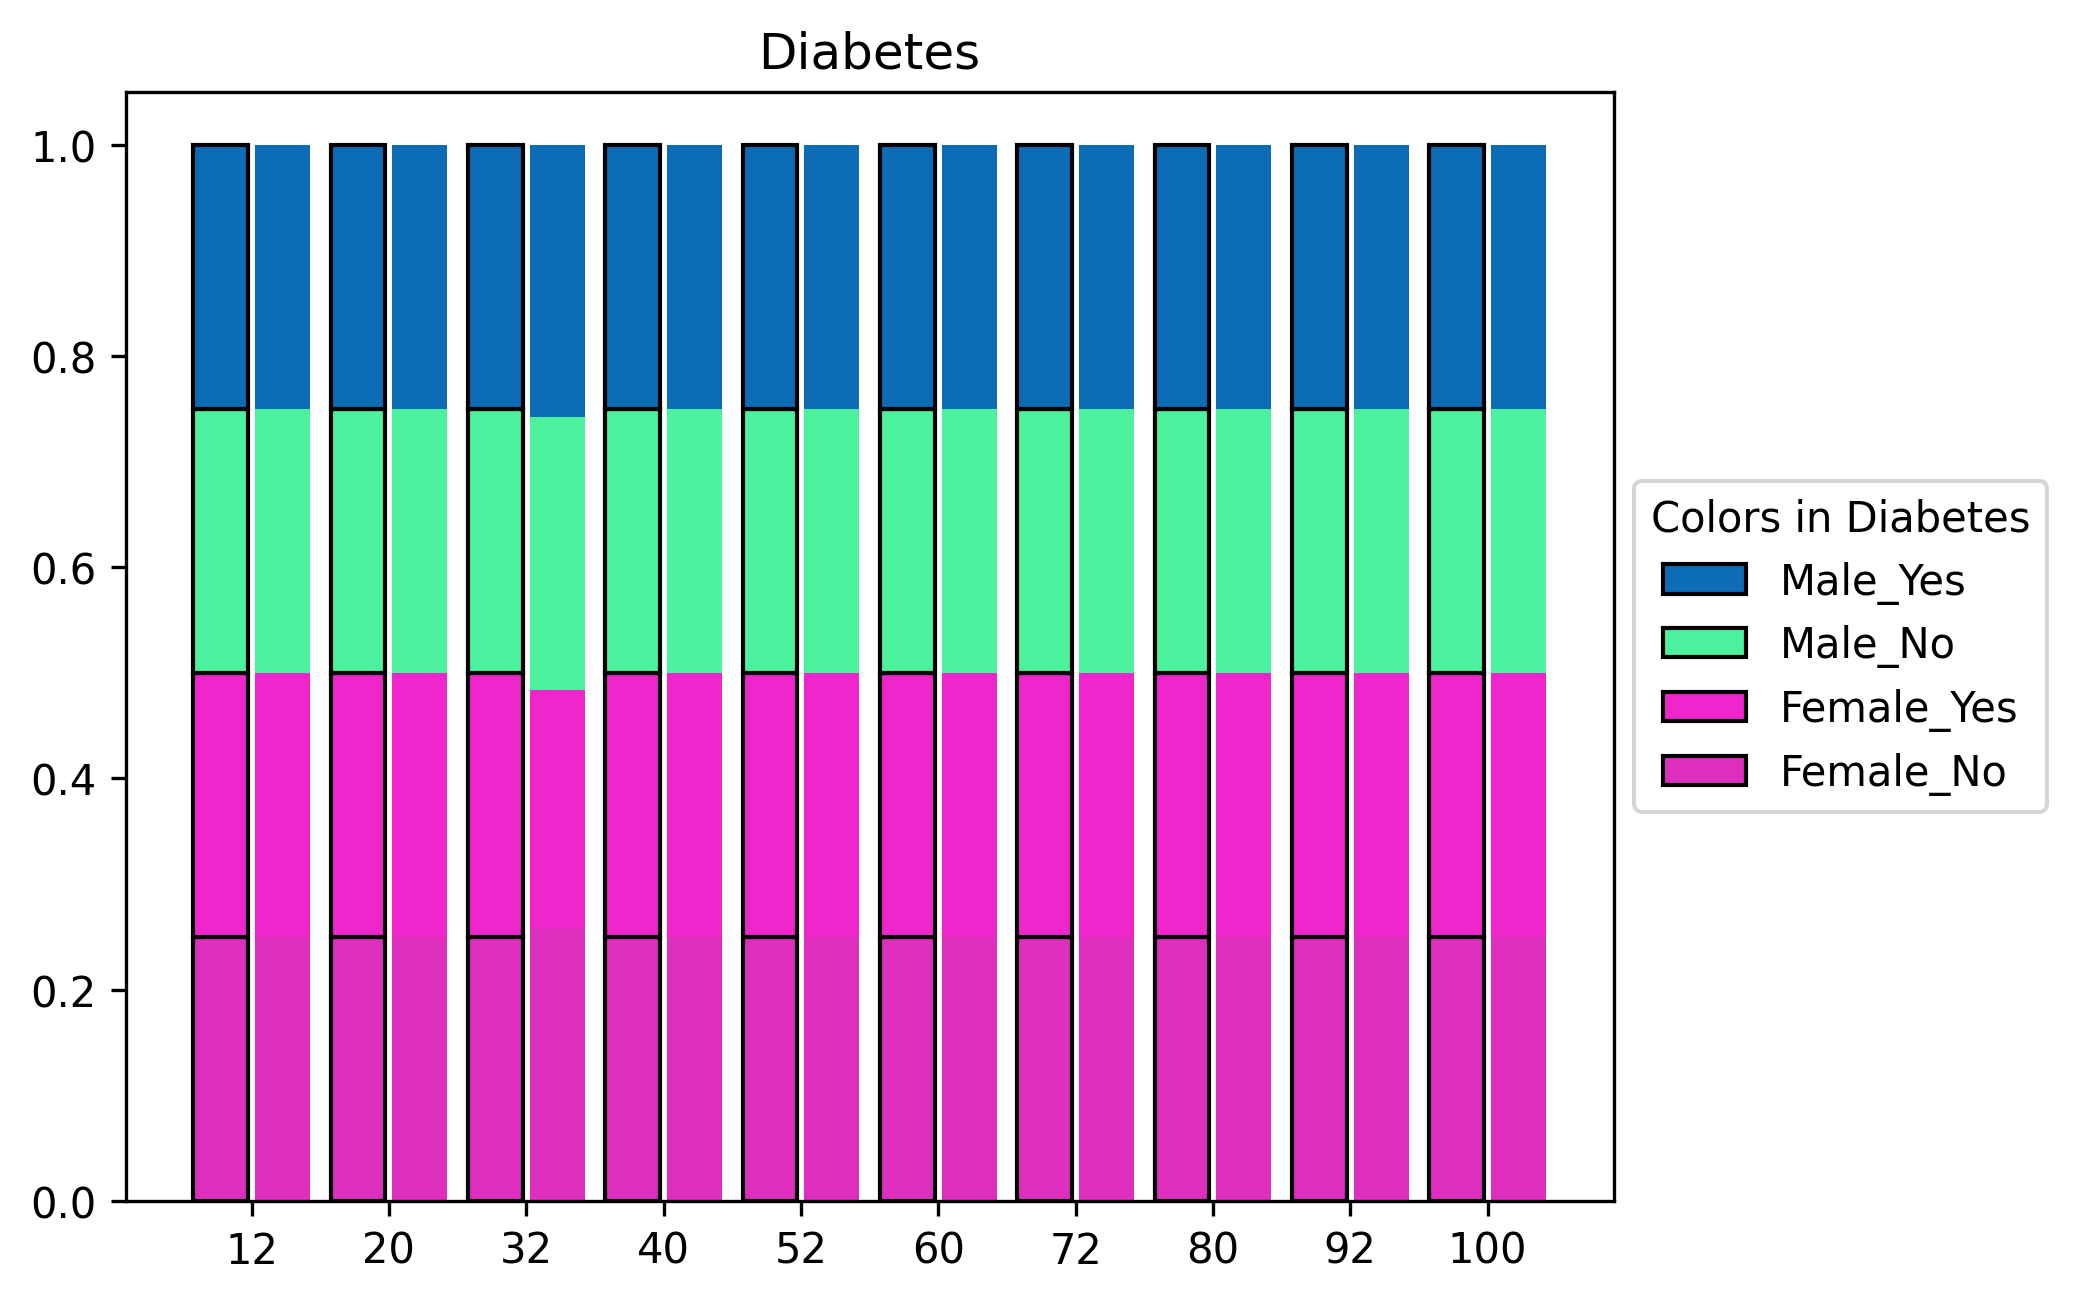 Diabetes
1.0
0.8
0.6
0.4
0.2
0.0
12 20 32 40 52 60 72 80 92 100
Colors in Diabetes
Male_Yes
Male_No
Female_Yes
Female_No